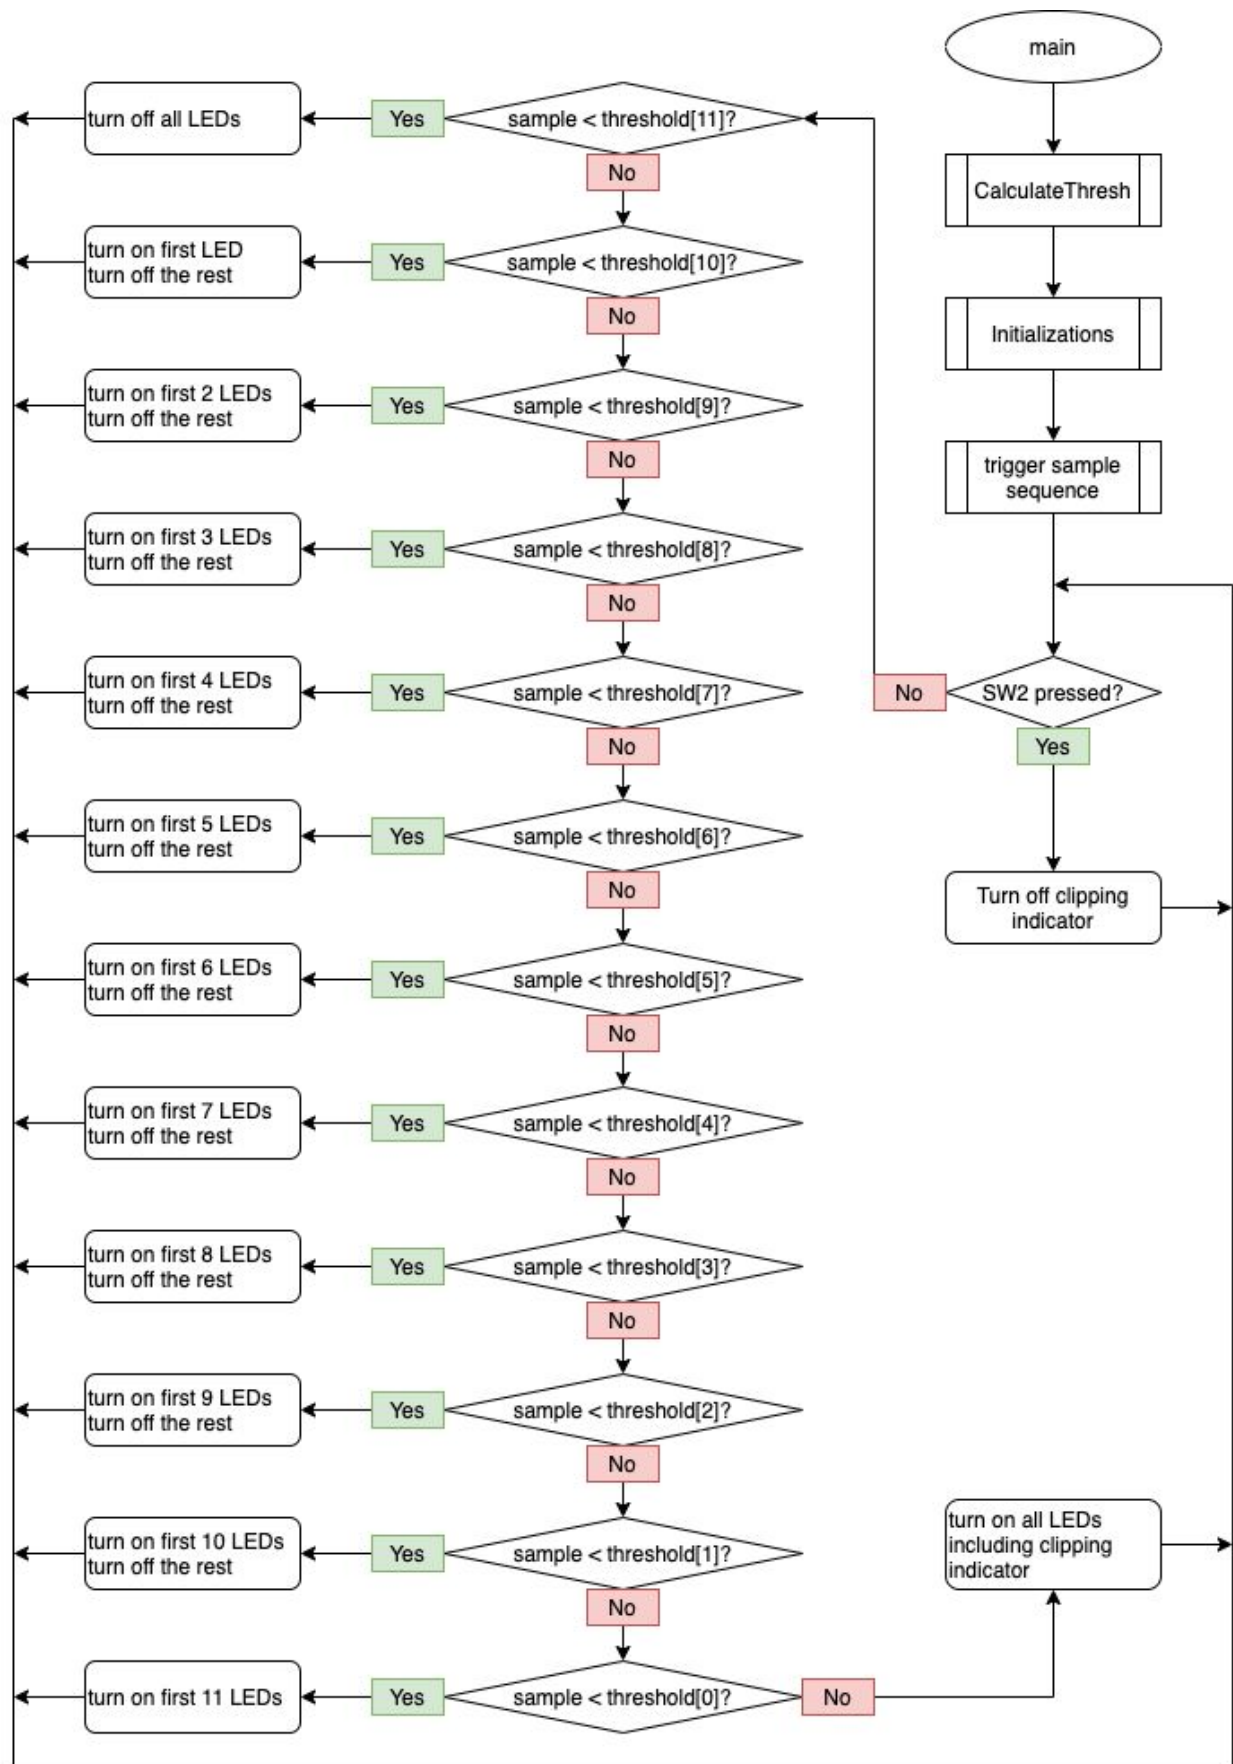 main
CalculateThresh
Initializations
trigger sample
sequence
SW2 pressed?
No
Yes
Turn off clipping
indicator
sample < threshold[11]?
Yes
turn off all LEDs
No
sample < threshold[10]?
Yes
turn on first LED
turn off the rest
No
sample < threshold[9]?
Yes
turn on first 2 LEDs
turn off the rest
No
sample < threshold[8]?
Yes
turn on first 3 LEDs
turn off the rest
No
sample < threshold[7]?
Yes
turn on first 4 LEDs
turn off the rest
No
sample < threshold[6]?
Yes
turn on first 5 LEDs
turn off the rest
No
sample < threshold[5]?
Yes
turn on first 6 LEDs
turn off the rest
No
sample < threshold[4]?
Yes
turn on first 7 LEDs
turn off the rest
No
sample < threshold[3]?
Yes
turn on first 8 LEDs
turn off the rest
No
sample < threshold[2]?
Yes
turn on first 9 LEDs
turn off the rest
No
sample < threshold[1]?
Yes
turn on first 10 LEDs
turn off the rest
No
sample < threshold[0]?
Yes
turn on first 11 LEDs
No
turn on all LEDs
including clipping
indicator